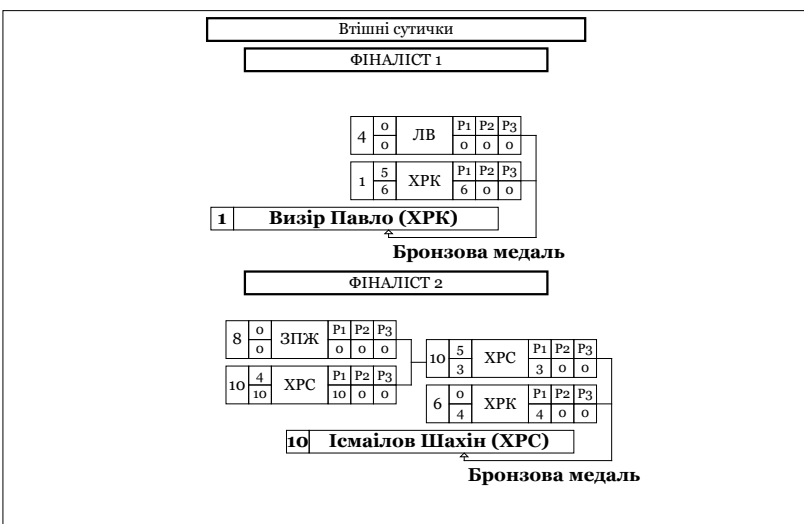 Втішні сутички
ФІНАЛІСТ 1
4 0 ЛВ Р1 Р2 Р3
0 0 0 0
1 5 ХРК Р1 Р2 Р3
6 6 0 0
1 Визір Павло (ХРК)
Бронзова медаль
ФІНАЛІСТ 2
8 0 ЗПЖ Р1 Р2 Р3
0 0 0 0
10 4 ХРС Р1 Р2 Р3
10 10 0 0
10 5 ХРС Р1 Р2 Р3
3 3 0 0
6 0 ХРК Р1 Р2 Р3
4 4 0 0
10 Ісмаілов Шахін (ХРС)
Бронзова медаль